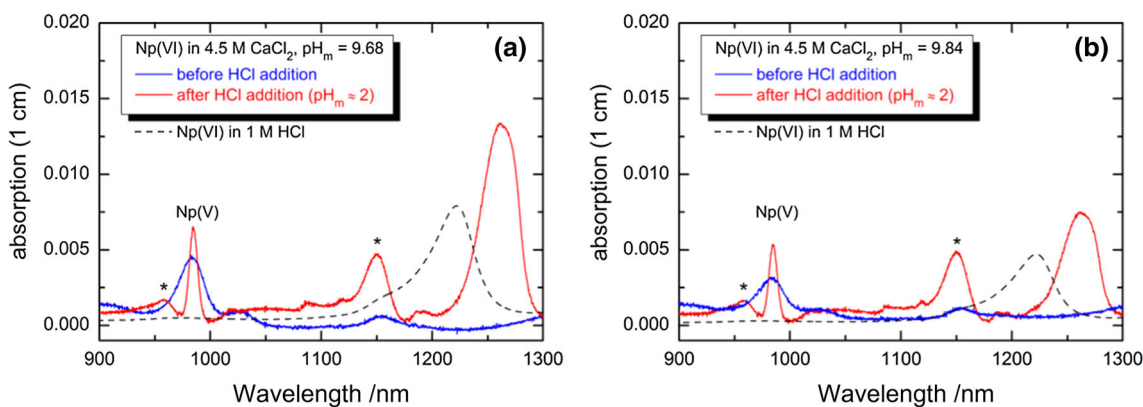 0.020
0.015
0.010
0.005
0.000
absorption (1 cm)
(a)
Np(VI) in 4.5 M CaCl2, pHm = 9.68
before HCl addition
after HCl addition (pHm ≈ 2)
Np(VI) in 1 M HCl
Np(V)
*
*
900 1000 1100 1200 1300
Wavelength /nm
0.020
0.015
0.010
0.005
0.000
absorption (1 cm)
(b)
Np(VI) in 4.5 M CaCl2, pHm = 9.84
before HCl addition
after HCl addition (pHm ≈ 2)
Np(VI) in 1 M HCl
Np(V)
*
*
900 1000 1100 1200 1300
Wavelength /nm